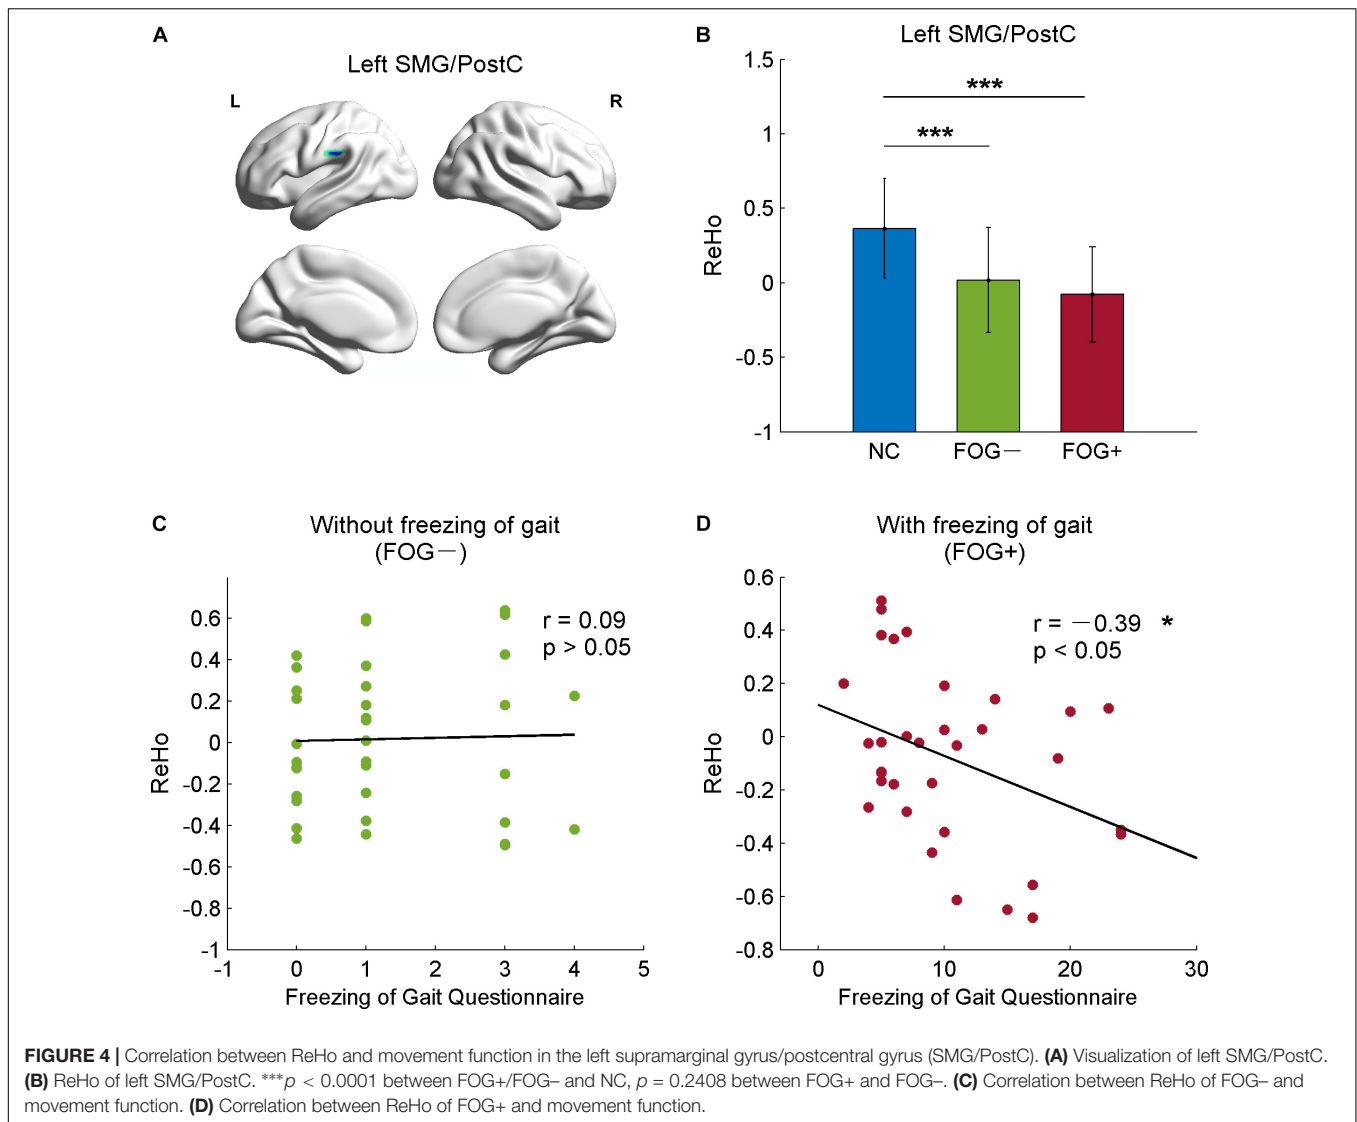 A
Left SMG/PostC
L
R
B
Left SMG/PostC
1.5
1
0.5
0
-0.5
-1
ReHo
***
***
NC
FOG—
FOG+
C
Without freezing of gait
(FOG—)
0.6
0.4
0.2
0
-0.2
-0.4
-0.6
-0.8
-1
ReHo
r = 0.09
p > 0.05
-1
0
1
2
3
4
5
Freezing of Gait Questionnaire
D
With freezing of gait
(FOG+)
0.6
0.4
0.2
0
-0.2
-0.4
-0.6
-0.8
ReHo
r = —0.39 *
p < 0.05
0
10
20
30
Freezing of Gait Questionnaire
FIGURE 4 | Correlation between ReHo and movement function in the left supramarginal gyrus/postcentral gyrus (SMG/PostC). (A) Visualization of left SMG/PostC.
(B) ReHo of left SMG/PostC. ***p < 0.0001 between FOG+/FOG– and NC, p = 0.2408 between FOG+ and FOG–. (C) Correlation between ReHo of FOG– and
movement function. (D) Correlation between ReHo of FOG+ and movement function.